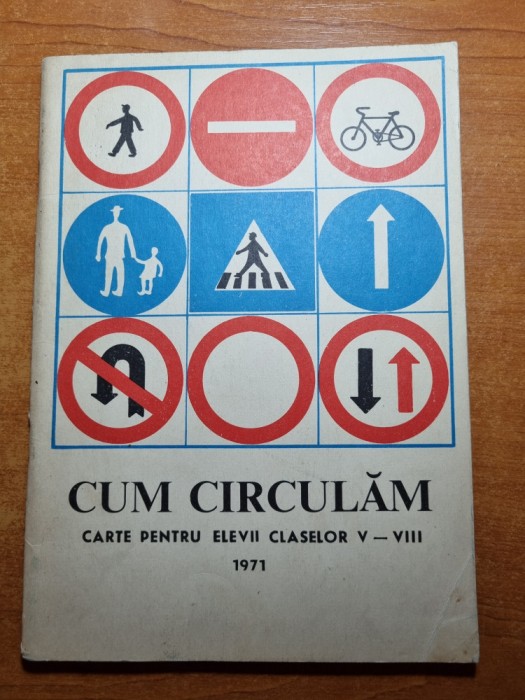 CUM CIRCULĂM
CARTE PENTRU ELEVII CLASELOR V — VIII
1971